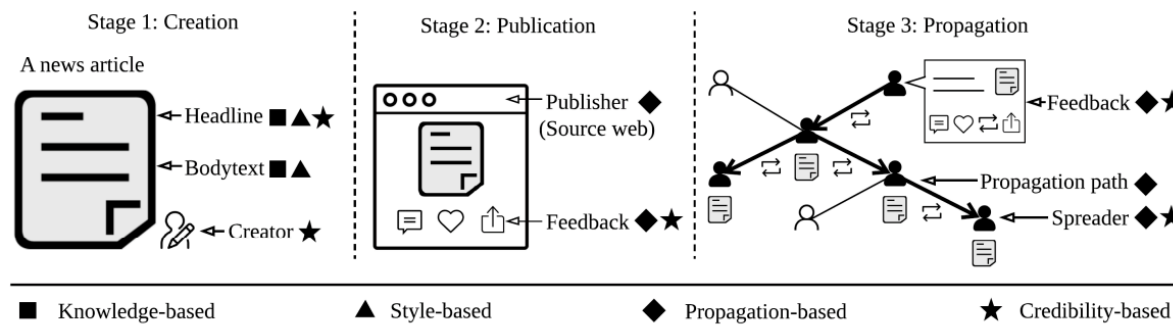 Stage 1: Creation
A news article
Headline
Bodytext
Creator
Stage 2: Publication
Publisher
(Source web)
Feedback
Stage 3: Propagation
Feedback
Propagation path
Spreader
Knowledge-based
Style-based
Propagation-based
Credibility-based